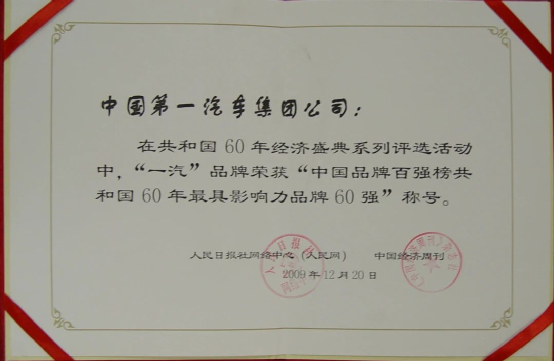 中国第一汽车集团公司：
在共和国60年经济盛典系列评选活动
中，“一汽”品牌荣获“中国品牌百强榜共
和国60年最具影响力品牌60强”称号。
人民日报社网络中心（人民网） 中国经济周刊
2009年12月20日